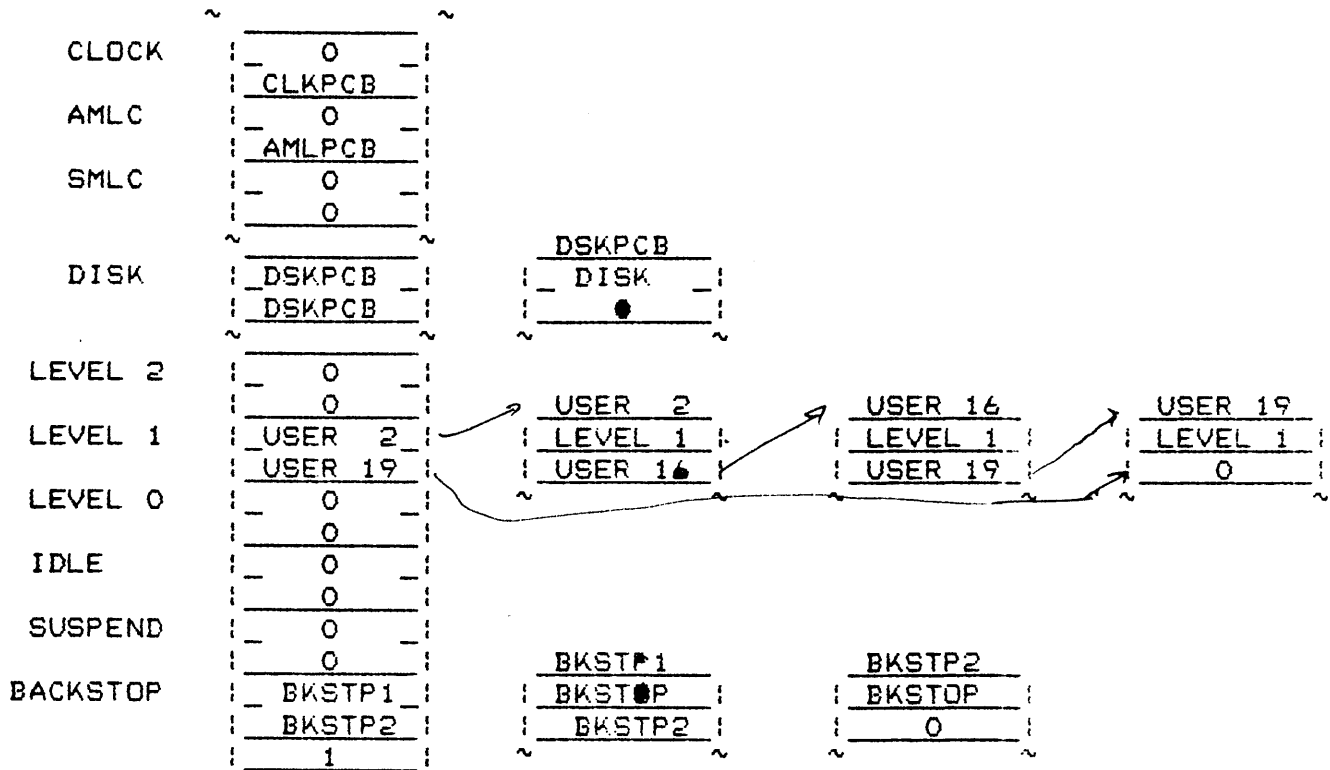 CLOCK 0
CLKPCB
AMLC 0
AMLPCB
SMLC 0
0
DSKPCB
DISK DSKPCB DISK
DSKPCB
LEVEL 2 0
0 USER 2 USER 16 USER 19
LEVEL 1 USER 2 LEVEL 1 LEVEL 1 LEVEL 1
USER 19 USER 16 USER 19 0
LEVEL 0 0
0
IDLE 0
0
SUSPEND 0
0 BKSTP1 BKSTP2
BACKSTOP BKSTP1 BKSTOP BKSTOP
BKSTP2 BKSTP2 0
1